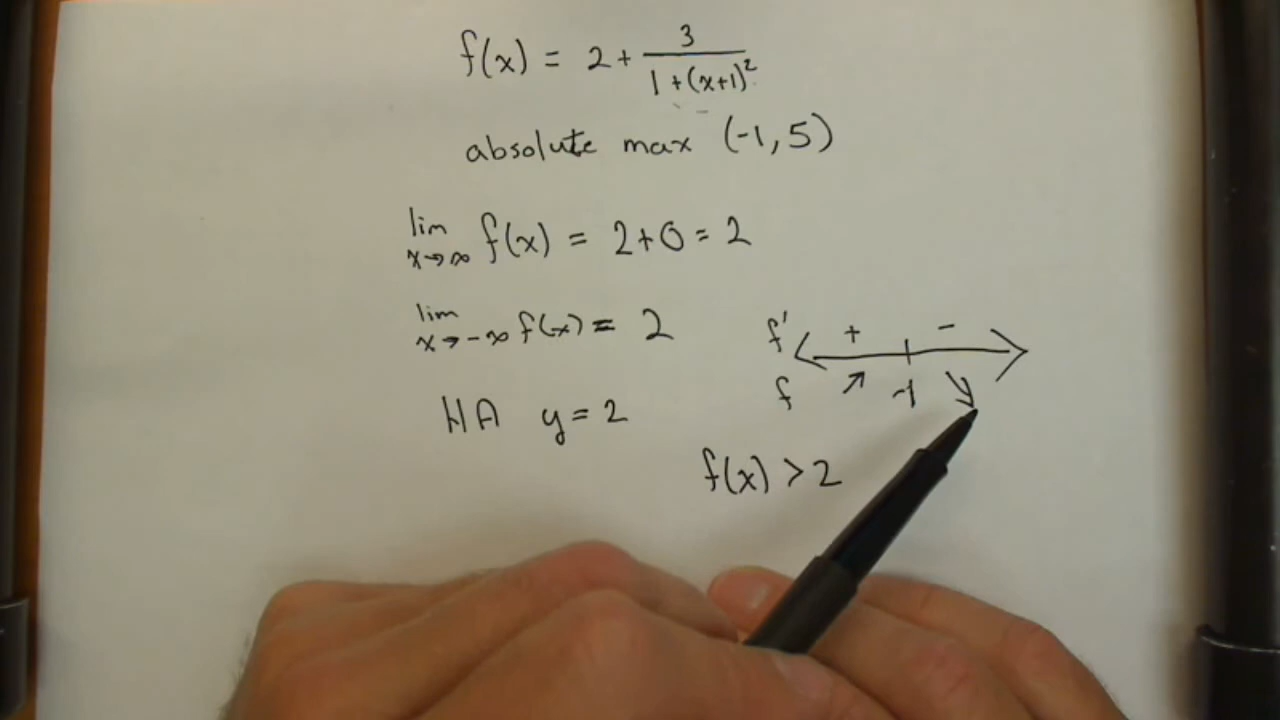 f(x) = 2 + 3/(1+(x+1)²)
absolute max (-1, 5)
lim x→∞ f(x) = 2+0 = 2
lim x→-∞ f(x) = 2
f' + -
f ↗ -1 ↘
HA y = 2
f(x) > 2